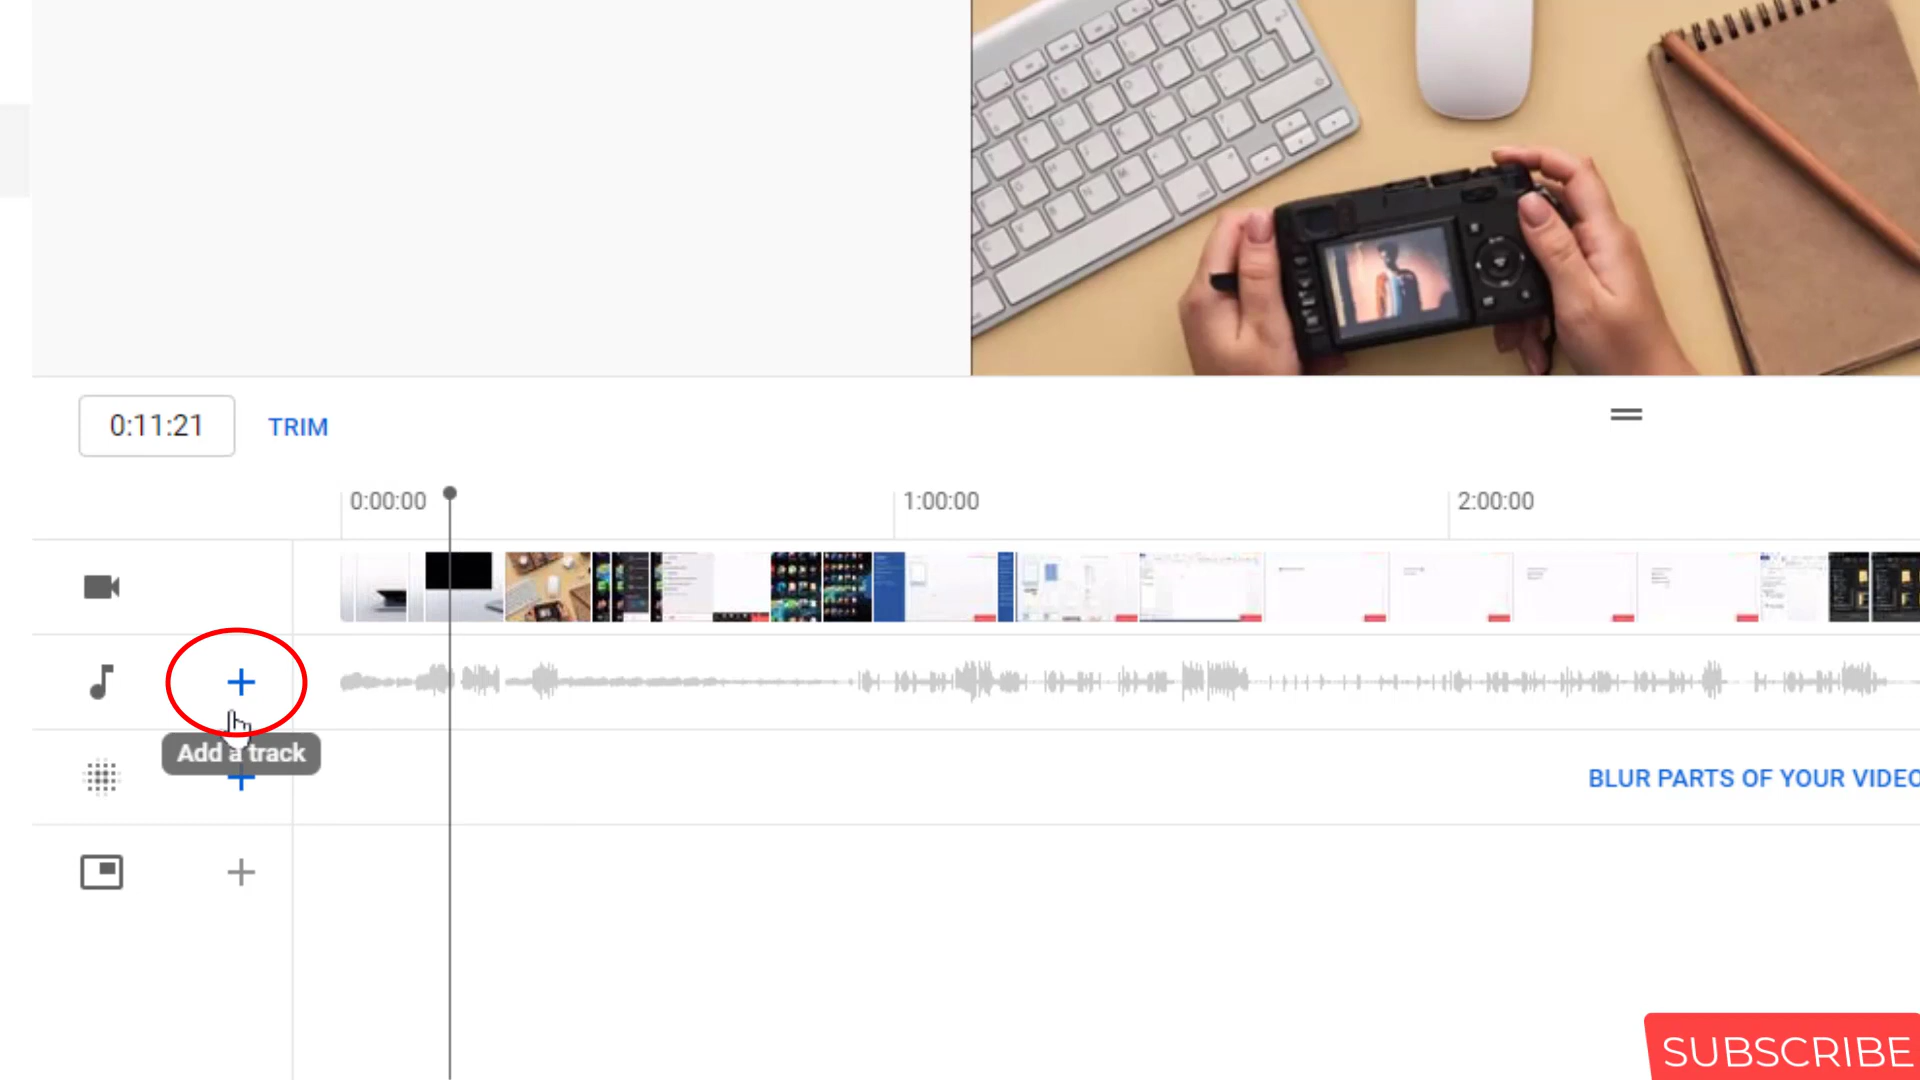 0:11:21
TRIM
0:00:00
1:00:00
2:00:00
Add a track
BLUR PARTS OF YOUR VIDEO
SUBSCRIBE